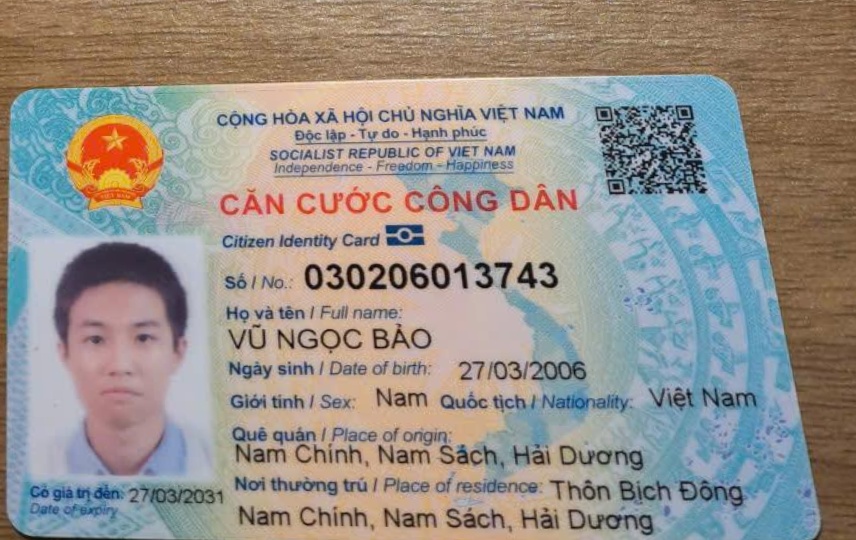 CỘNG HÒA XÃ HỘI CHỦ NGHĨA VIỆT NAM
Độc lập - Tự do - Hạnh phúc
SOCIALIST REPUBLIC OF VIET NAM
Independence - Freedom - Happiness
CĂN CƯỚC CÔNG DÂN
Citizen Identity Card
Số / No.: 030206013743
Họ và tên / Full name:
VŨ NGỌC BẢO
Ngày sinh / Date of birth: 27/03/2006
Giới tính / Sex: Nam Quốc tịch / Nationality: Việt Nam
Quê quán / Place of origin:
Nam Chính, Nam Sách, Hải Dương
Nơi thường trú / Place of residence: Thôn Bịch Đông
Nam Chính, Nam Sách, Hải Dương
Có giá trị đến: 27/03/2031
Date of expiry
VIỆT NAM